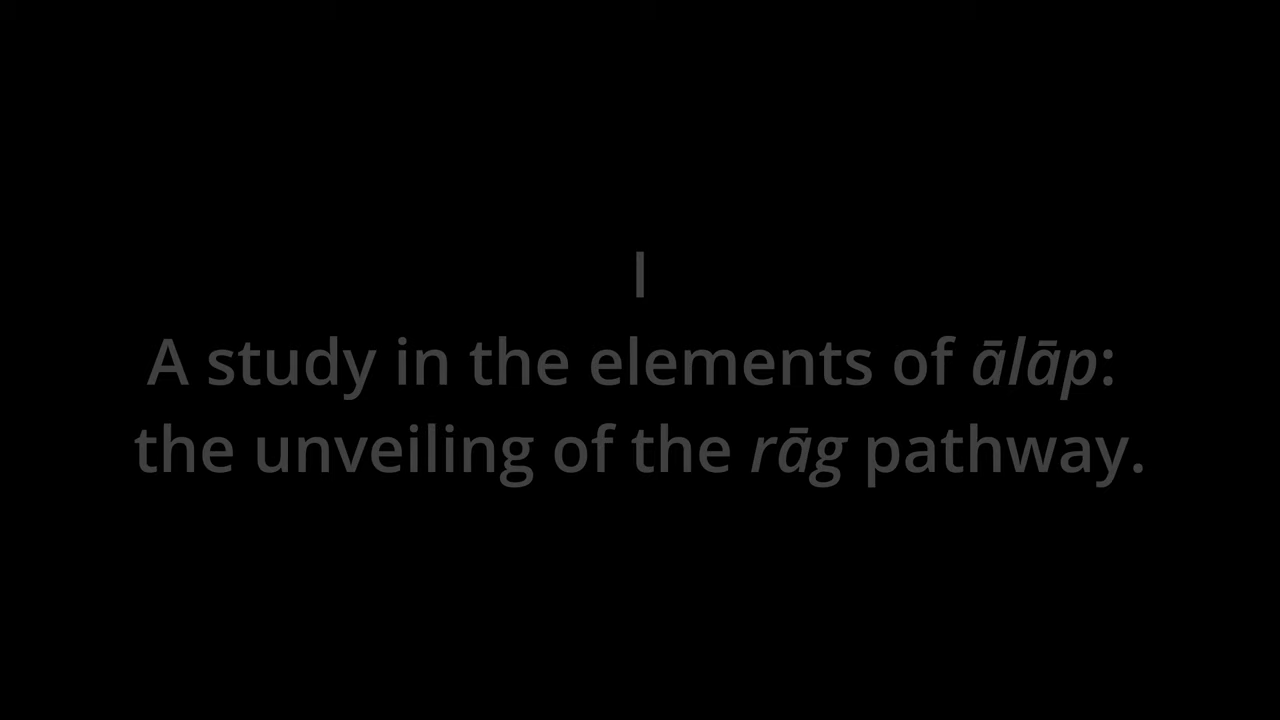 I
A study in the elements of ālāp:
the unveiling of the rāg pathway.